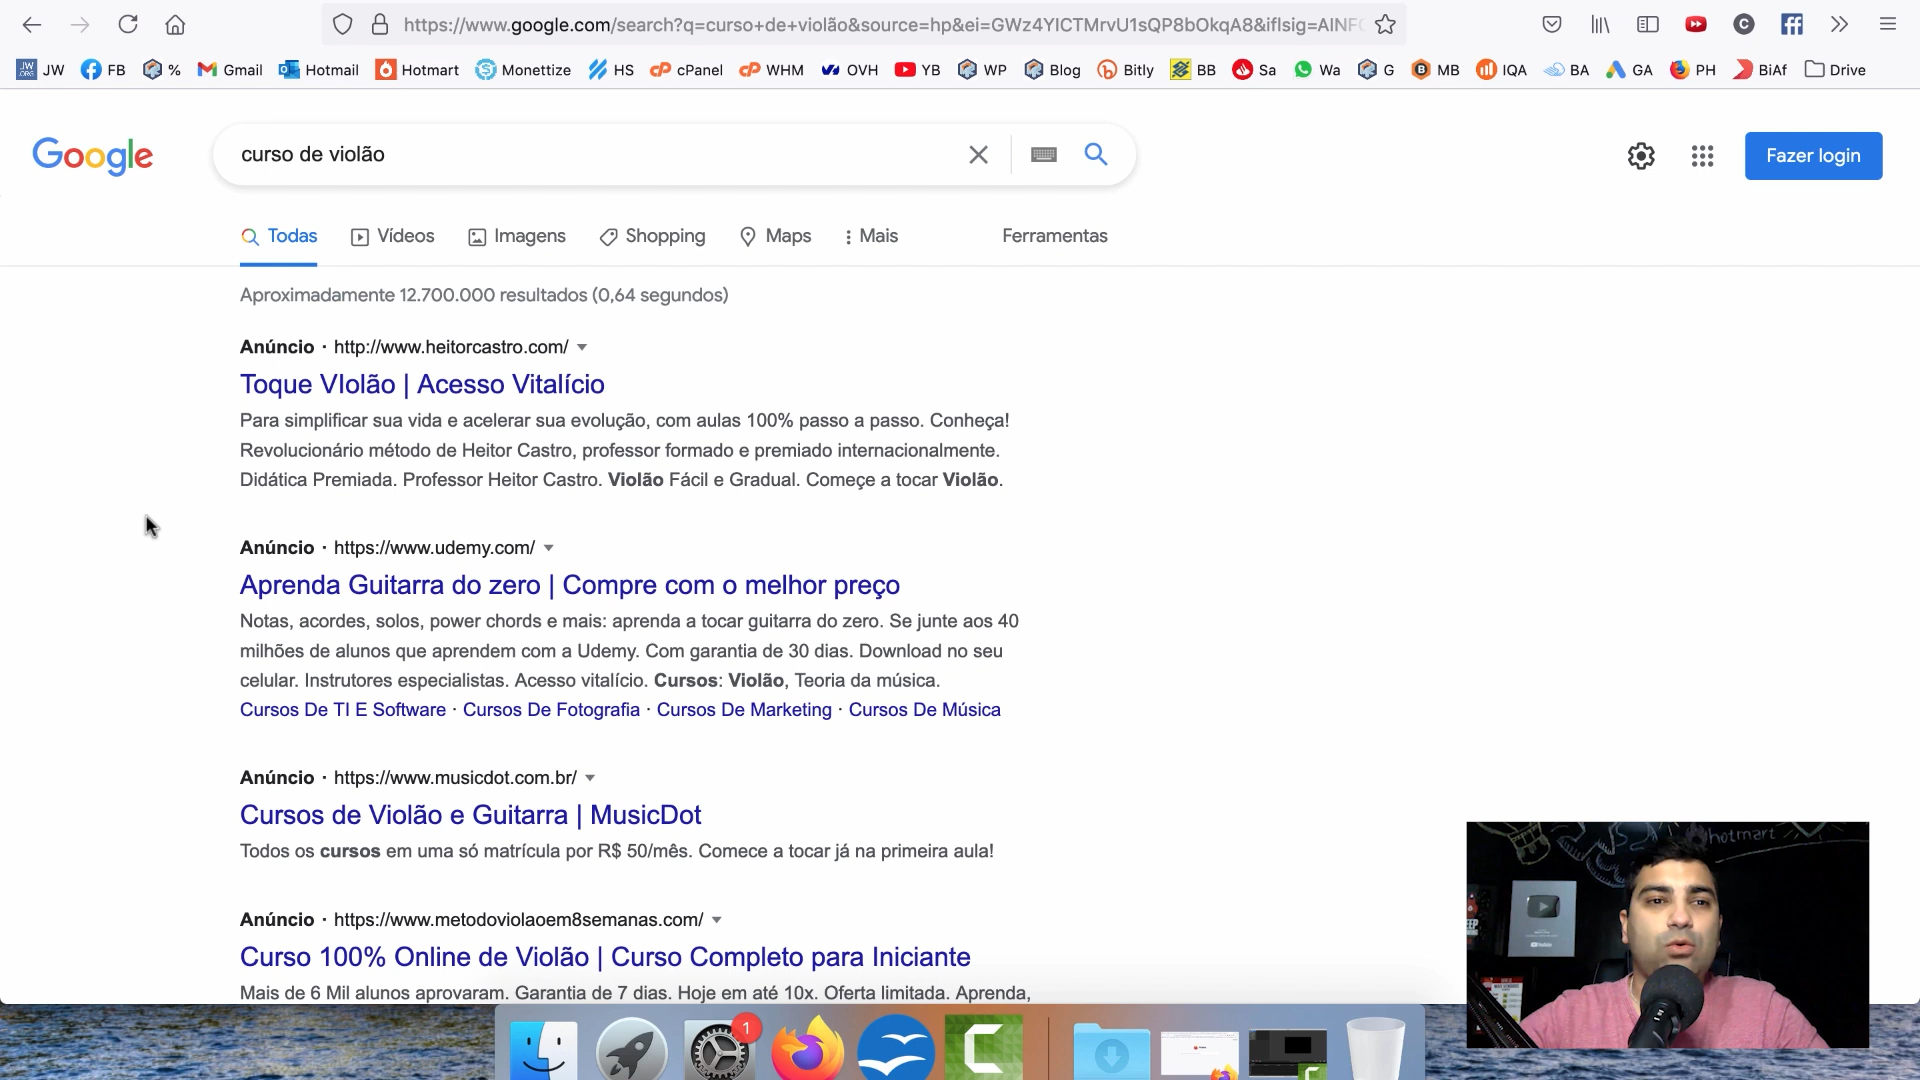 https://www.google.com/search?q=curso+de+violão&source=hp&ei=GWz4YICTMrvU1sQP8bOkqA8&iflsig=AINF
JW FB % Gmail Hotmail Hotmart Monettize HS cPanel WHM OVH YB WP Blog Bitly BB Sa Wa G MB IQA BA GA PH BiAf Drive
Google
curso de violão
Fazer login
Todas Vídeos Imagens Shopping Maps Mais Ferramentas
Aproximadamente 12.700.000 resultados (0,64 segundos)
Anúncio · http://www.heitorcastro.com/
Toque VIolão | Acesso Vitalício
Para simplificar sua vida e acelerar sua evolução, com aulas 100% passo a passo. Conheça!
Revolucionário método de Heitor Castro, professor formado e premiado internacionalmente.
Didática Premiada. Professor Heitor Castro. Violão Fácil e Gradual. Começe a tocar Violão.
Anúncio · https://www.udemy.com/
Aprenda Guitarra do zero | Compre com o melhor preço
Notas, acordes, solos, power chords e mais: aprenda a tocar guitarra do zero. Se junte aos 40
milhões de alunos que aprendem com a Udemy. Com garantia de 30 dias. Download no seu
celular. Instrutores especialistas. Acesso vitalício. Cursos: Violão, Teoria da música.
Cursos De TI E Software · Cursos De Fotografia · Cursos De Marketing · Cursos De Música
Anúncio · https://www.musicdot.com.br/
Cursos de Violão e Guitarra | MusicDot
Todos os cursos em uma só matrícula por R$ 50/mês. Comece a tocar já na primeira aula!
Anúncio · https://www.metodoviolaoem8semanas.com/
Curso 100% Online de Violão | Curso Completo para Iniciante
Mais de 6 Mil alunos aprovaram. Garantia de 7 dias. Hoje em até 10x. Oferta limitada. Aprenda,
hotmart
YouTube
1